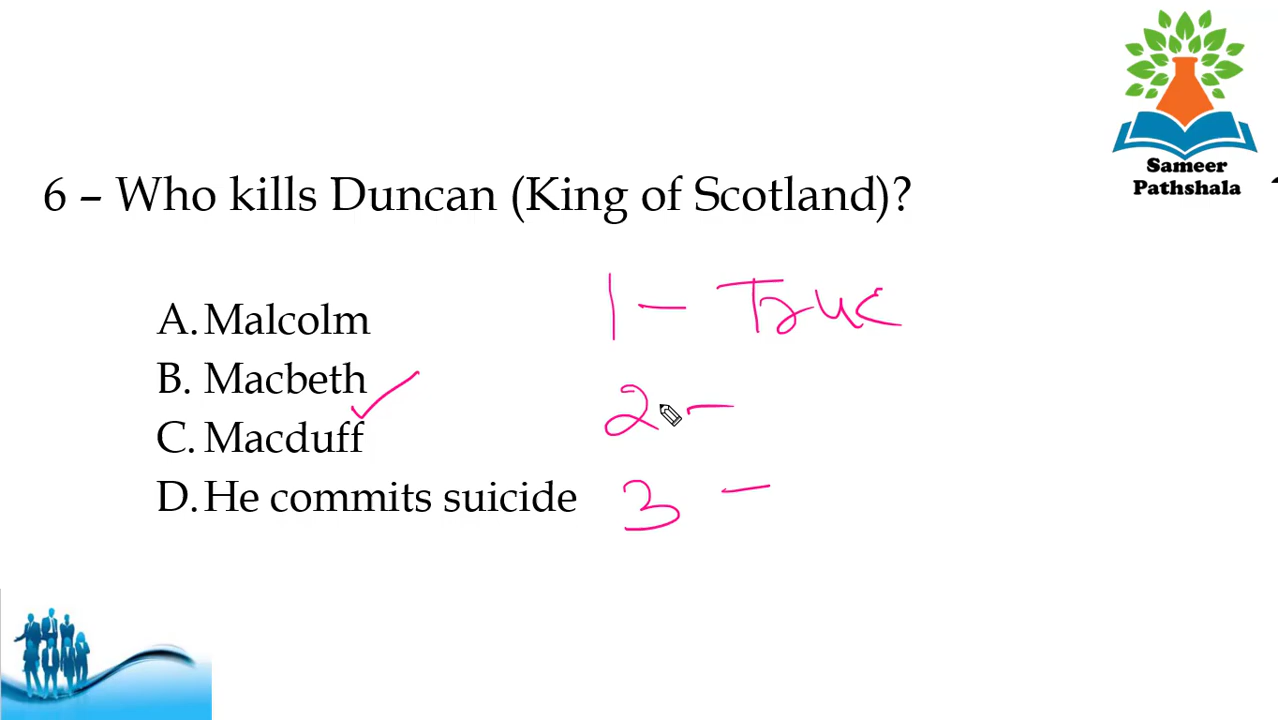 Sameer
Pathshala
6 – Who kills Duncan (King of Scotland)?
A. Malcolm
B. Macbeth
C. Macduff
D. He commits suicide
1 – True
2 –
3 –